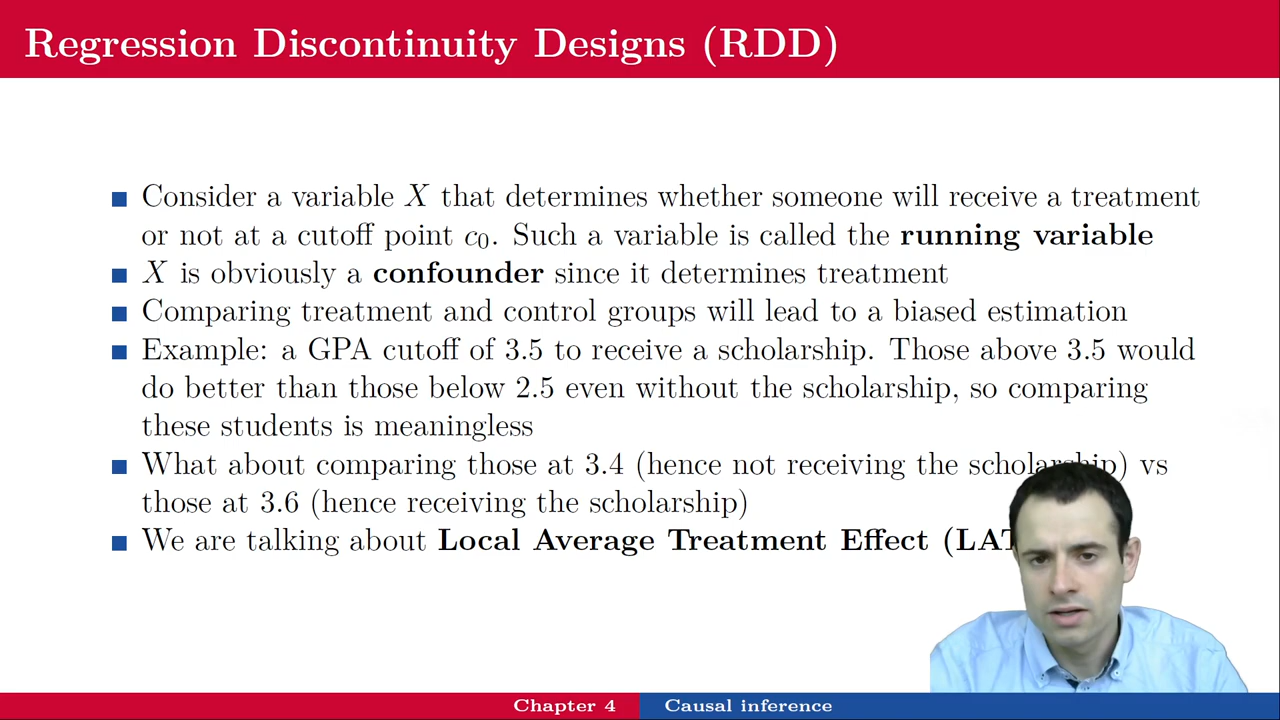 Regression Discontinuity Designs (RDD)
Consider a variable X that determines whether someone will receive a treatment
or not at a cutoff point c₀. Such a variable is called the running variable
X is obviously a confounder since it determines treatment
Comparing treatment and control groups will lead to a biased estimation
Example: a GPA cutoff of 3.5 to receive a scholarship. Those above 3.5 would
do better than those below 2.5 even without the scholarship, so comparing
these students is meaningless
What about comparing those at 3.4 (hence not receiving the scholarship) vs
those at 3.6 (hence receiving the scholarship)
We are talking about Local Average Treatment Effect (LAT
Chapter 4 Causal inference